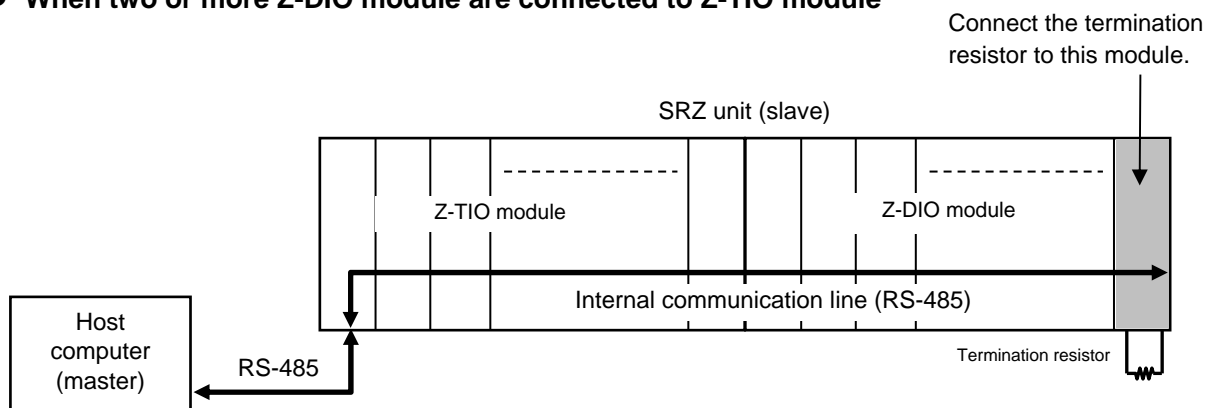 When two or more Z-DIO module are connected to Z-TIO module
Connect the termination
resistor to this module.
SRZ unit (slave)
Z-TIO module
Z-DIO module
Internal communication line (RS-485)
Host
computer
(master)
RS-485
Termination resistor